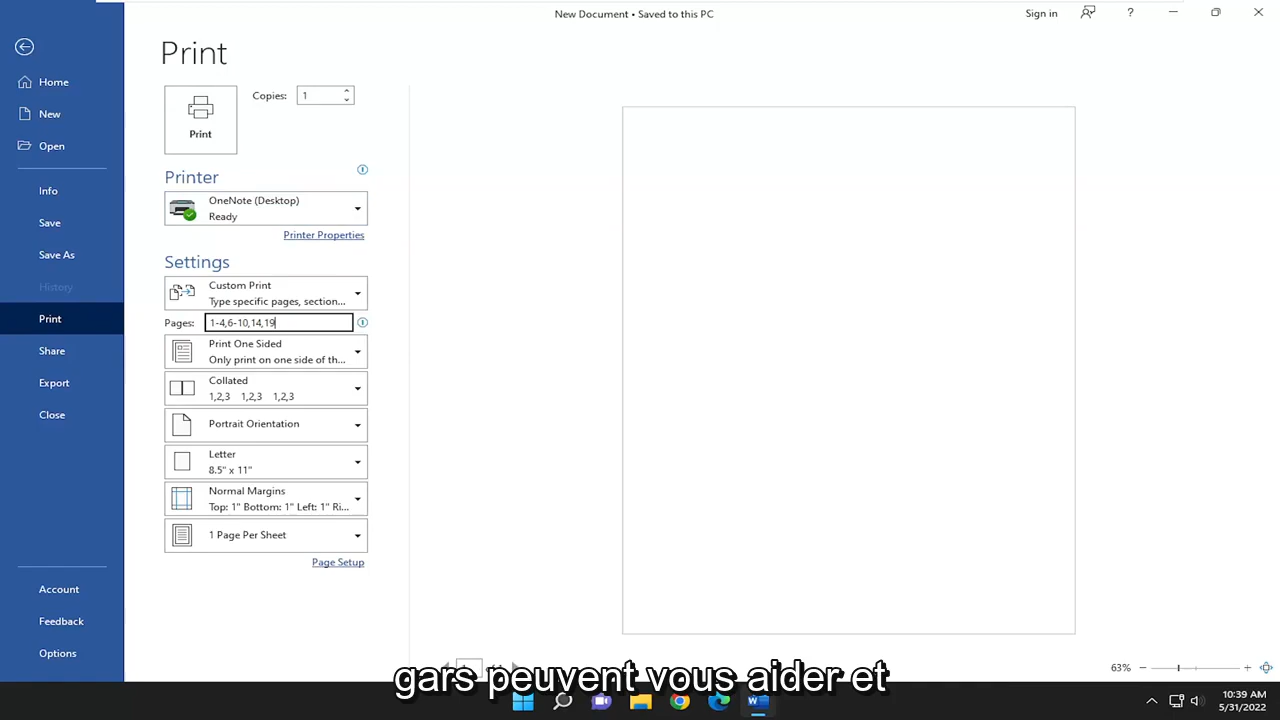 New Document • Saved to this PC
Sign in
?
Print
Home
New
Open
Info
Save
Save As
History
Print
Share
Export
Close
Account
Feedback
Options
Copies: 1
Print
Printer
OneNote (Desktop)
Ready
Printer Properties
Settings
Custom Print
Type specific pages, section...
Pages: 1-4,6-10,14,19
Print One Sided
Only print on one side of th...
Collated
1,2,3 1,2,3 1,2,3
Portrait Orientation
Letter
8.5" x 11"
Normal Margins
Top: 1" Bottom: 1" Left: 1" Ri...
1 Page Per Sheet
Page Setup
63%
gars peuvent vous aider et
10:39 AM
5/31/2022